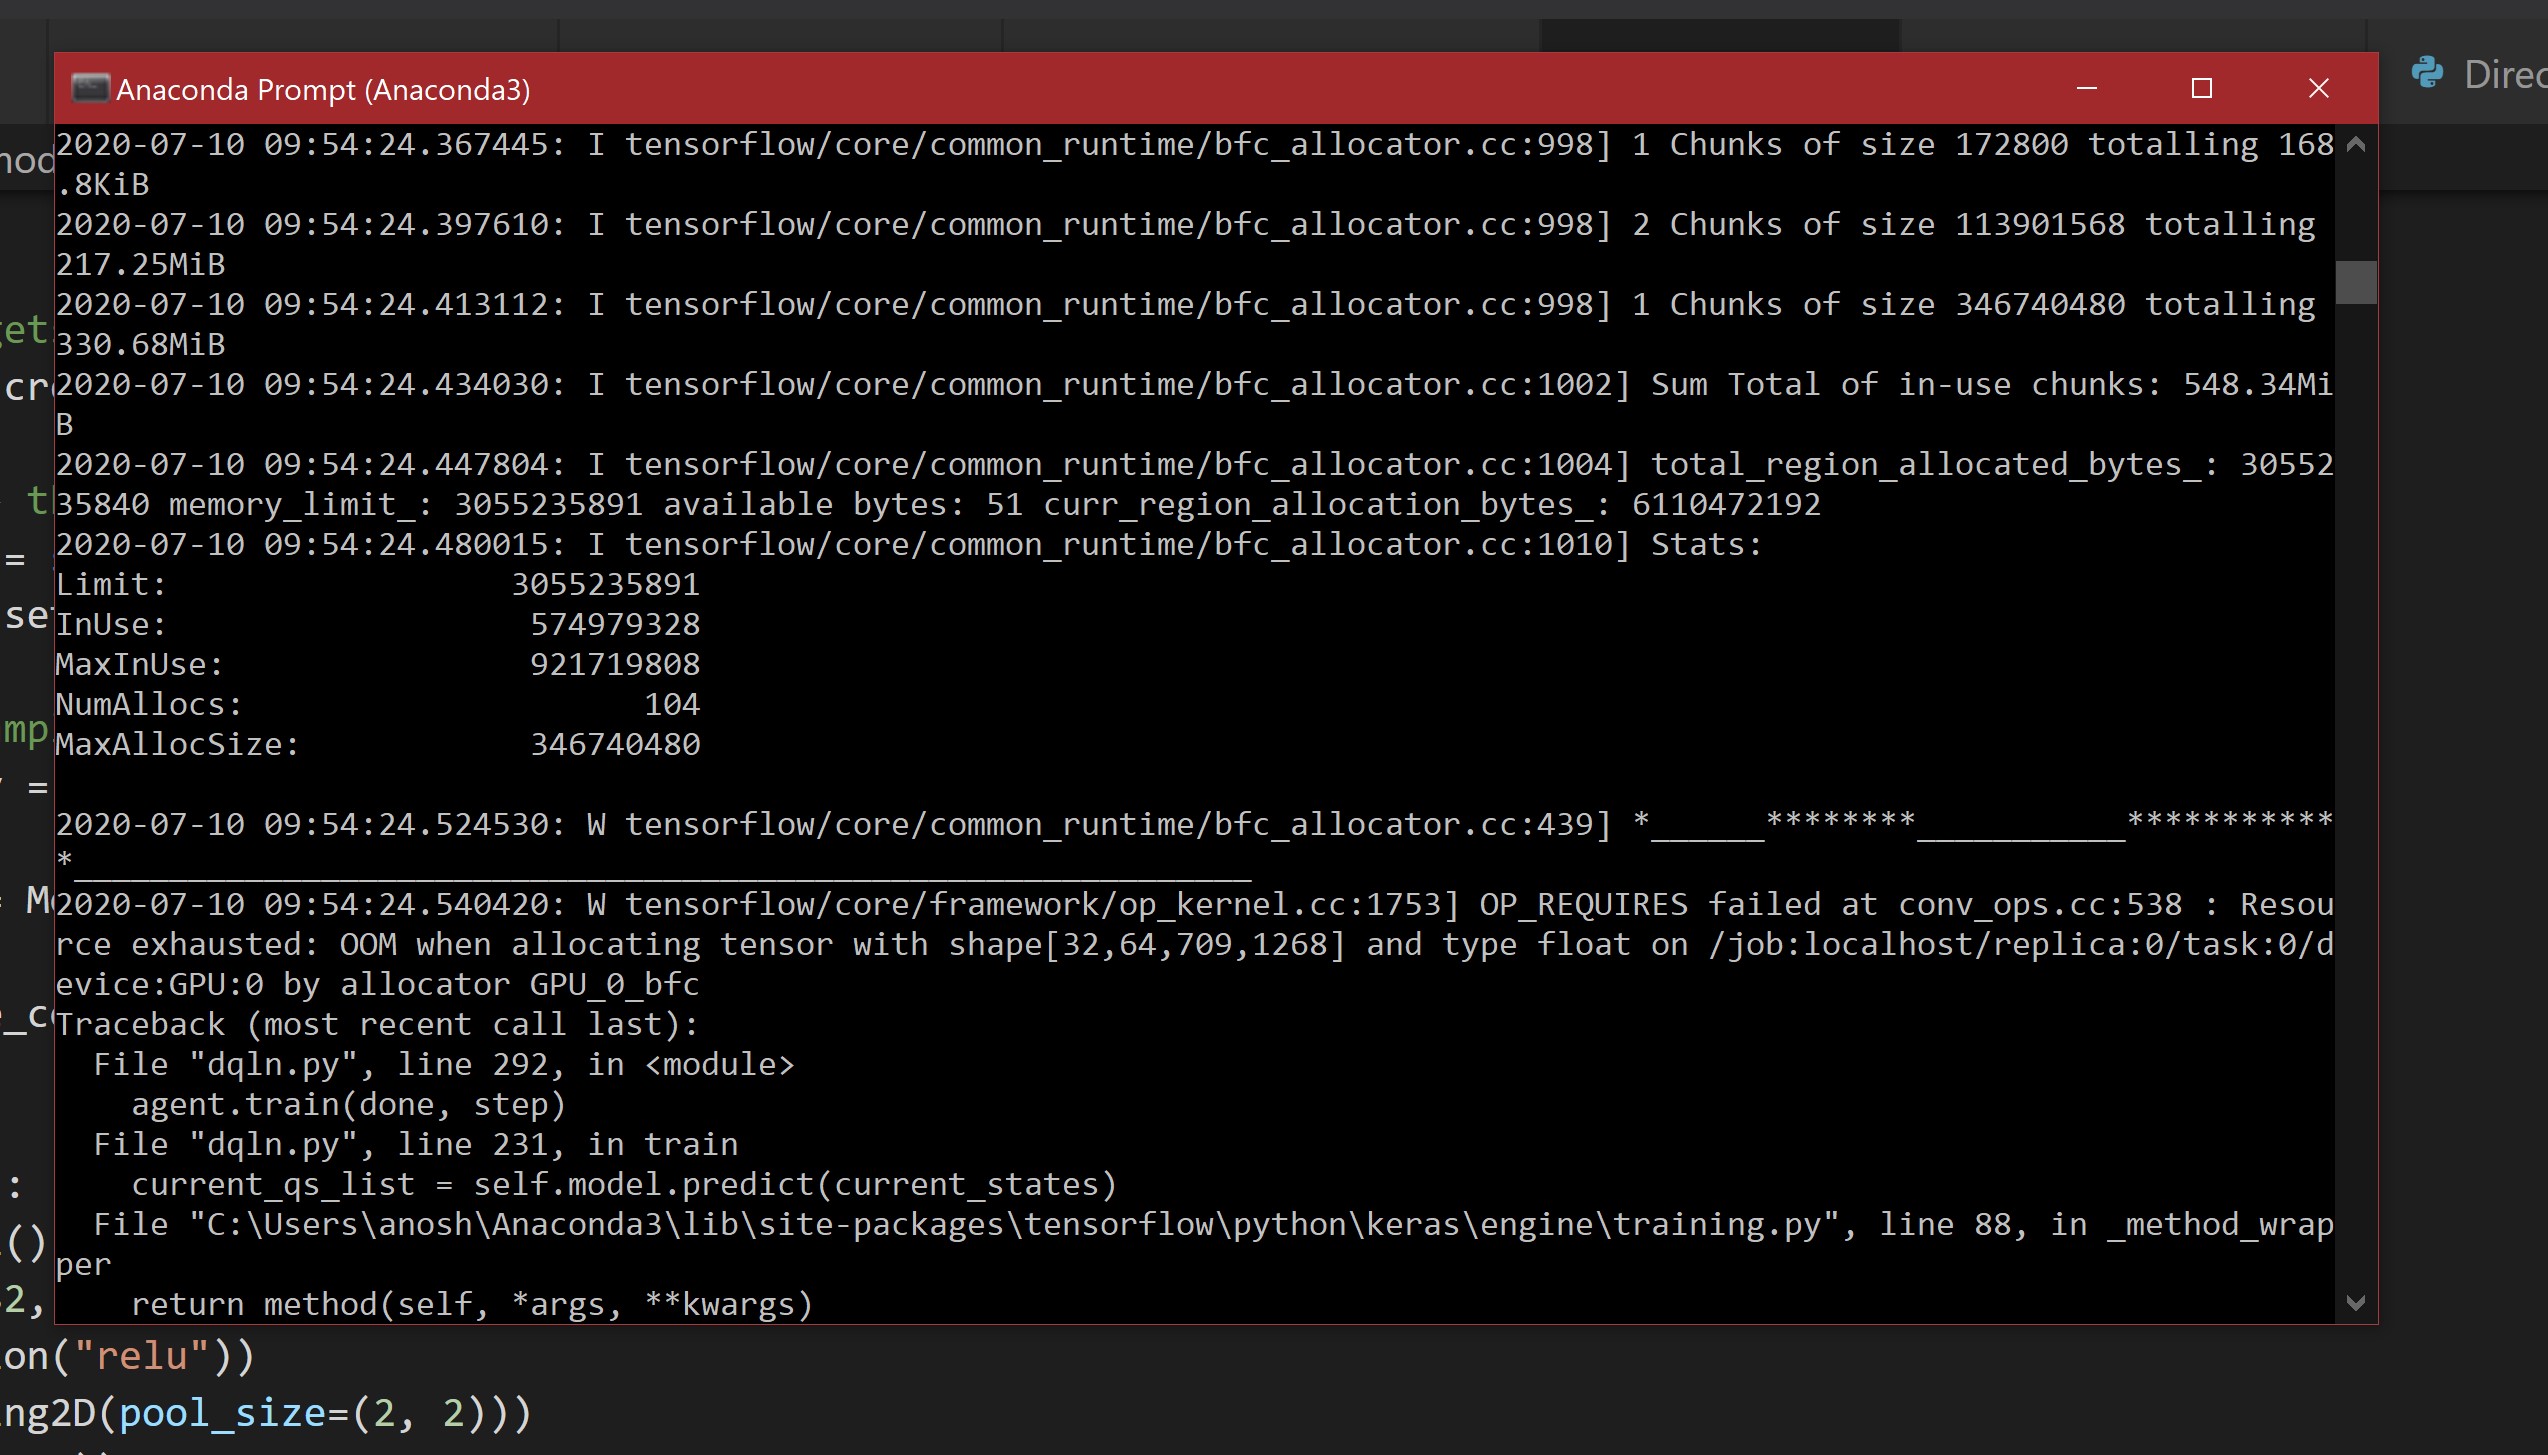 Direc
Anaconda Prompt (Anaconda3)
2020-07-10 09:54:24.367445: I tensorflow/core/common_runtime/bfc_allocator.cc:998] 1 Chunks of size 172800 totalling 168
.8KiB
2020-07-10 09:54:24.397610: I tensorflow/core/common_runtime/bfc_allocator.cc:998] 2 Chunks of size 113901568 totalling
217.25MiB
2020-07-10 09:54:24.413112: I tensorflow/core/common_runtime/bfc_allocator.cc:998] 1 Chunks of size 346740480 totalling
330.68MiB
2020-07-10 09:54:24.434030: I tensorflow/core/common_runtime/bfc_allocator.cc:1002] Sum Total of in-use chunks: 548.34Mi
B
2020-07-10 09:54:24.447804: I tensorflow/core/common_runtime/bfc_allocator.cc:1004] total_region_allocated_bytes_: 30552
35840 memory_limit_: 3055235891 available bytes: 51 curr_region_allocation_bytes_: 6110472192
2020-07-10 09:54:24.480015: I tensorflow/core/common_runtime/bfc_allocator.cc:1010] Stats:
Limit: 3055235891
InUse: 574979328
MaxInUse: 921719808
NumAllocs: 104
MaxAllocSize: 346740480
2020-07-10 09:54:24.524530: W tensorflow/core/common_runtime/bfc_allocator.cc:439] *______********___________***********
*______________________________________________________________
2020-07-10 09:54:24.540420: W tensorflow/core/framework/op_kernel.cc:1753] OP_REQUIRES failed at conv_ops.cc:538 : Resou
rce exhausted: OOM when allocating tensor with shape[32,64,709,1268] and type float on /job:localhost/replica:0/task:0/d
evice:GPU:0 by allocator GPU_0_bfc
Traceback (most recent call last):
  File "dqln.py", line 292, in <module>
    agent.train(done, step)
  File "dqln.py", line 231, in train
    current_qs_list = self.model.predict(current_states)
  File "C:\Users\anosh\Anaconda3\lib\site-packages\tensorflow\python\keras\engine\training.py", line 88, in _method_wrap
per
    return method(self, *args, **kwargs)
on("relu"))
ng2D(pool_size=(2, 2)))